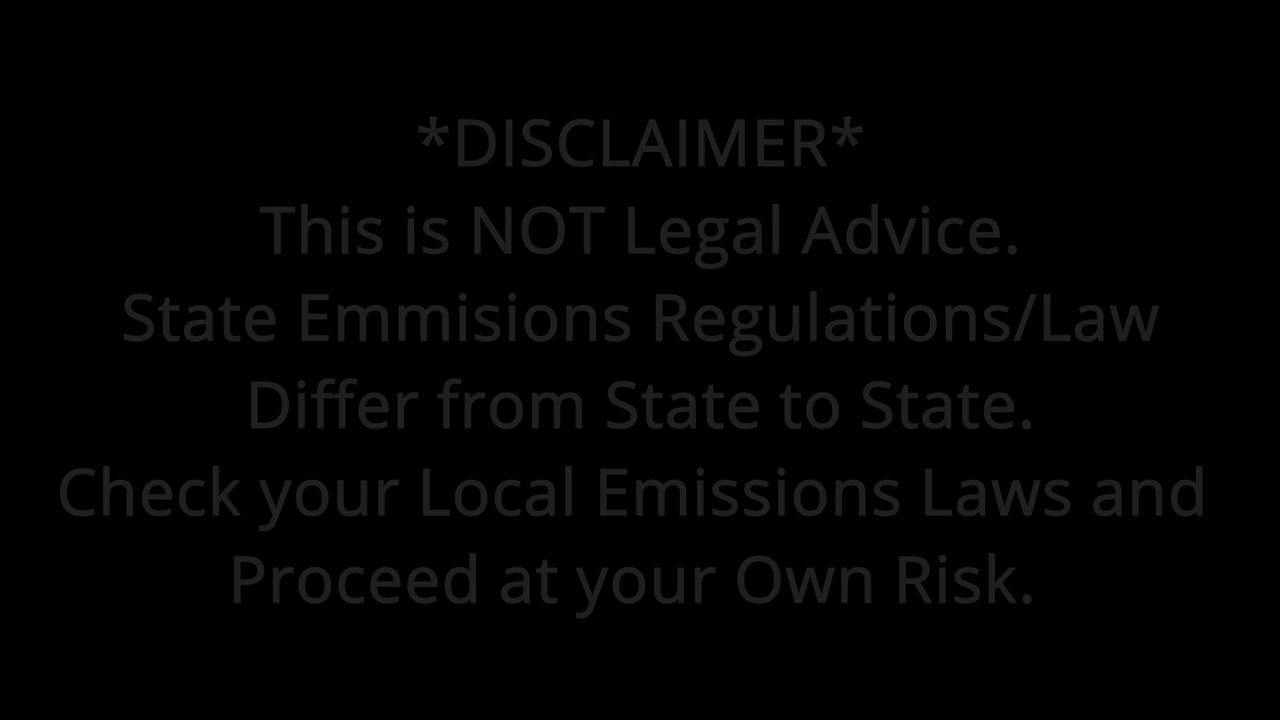 *DISCLAIMER*
This is NOT Legal Advice.
State Emmisions Regulations/Law
Differ from State to State.
Check your Local Emissions Laws and
Proceed at your Own Risk.